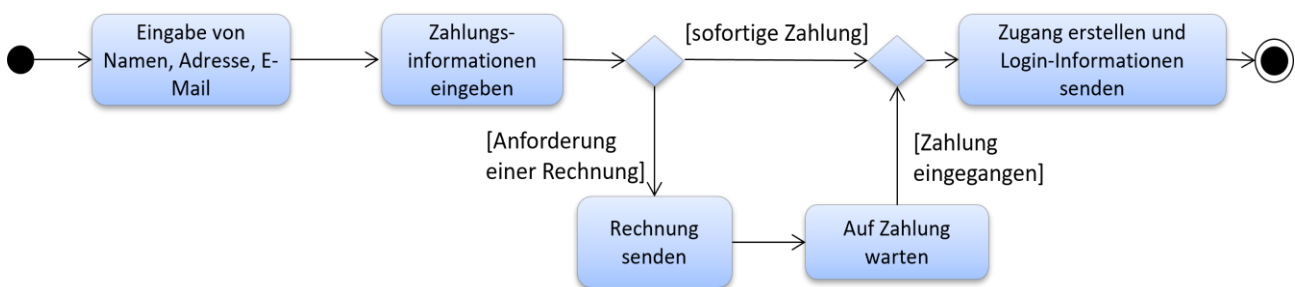 Eingabe von
Namen, Adresse, E-
Mail
Zahlungs-
informationen
eingeben
[sofortige Zahlung]
Zugang erstellen und
Login-Informationen
senden
[Anforderung
einer Rechnung]
[Zahlung
eingegangen]
Rechnung
senden
Auf Zahlung
warten